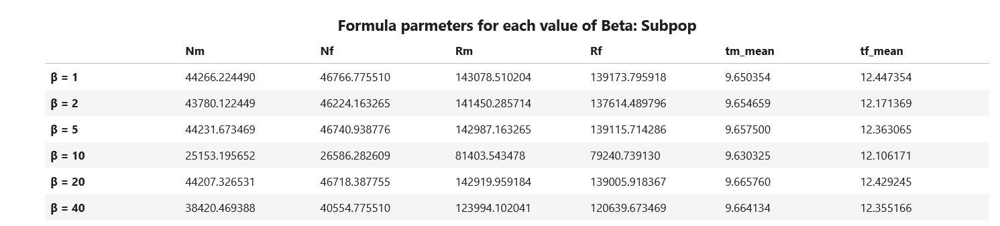 Formula parmeters for each value of Beta: Subpop
Nm Nf Rm Rf tm_mean tf_mean
β = 1 44266.224490 46766.775510 143078.510204 139173.795918 9.650354 12.447354
β = 2 43780.122449 46224.163265 141450.285714 137614.489796 9.654659 12.171369
β = 5 44231.673469 46740.938776 142987.163265 139115.714286 9.657500 12.363065
β = 10 25153.195652 26586.282609 81403.543478 79240.739130 9.630325 12.106171
β = 20 44207.326531 46718.387755 142919.959184 139005.918367 9.665760 12.429245
β = 40 38420.469388 40554.775510 123994.102041 120639.673469 9.664134 12.355166